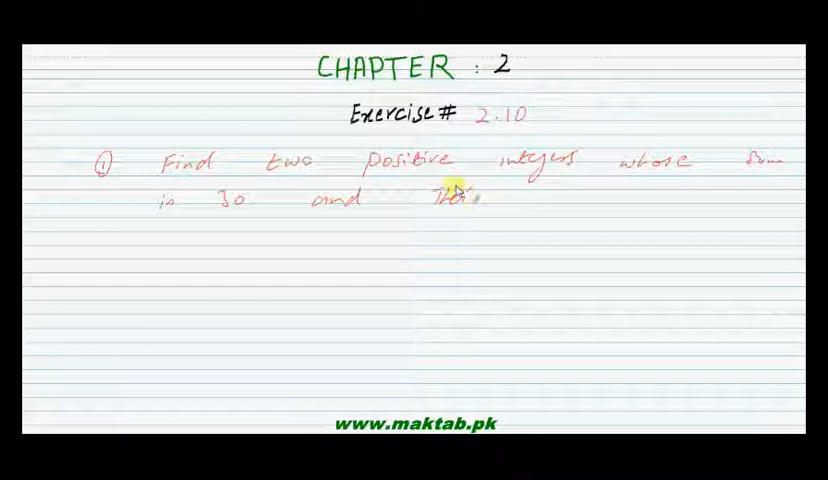 CHAPTER : 2
Exercise # 2.10
① Find two positive integers whose Sum
is 30 and
www.maktab.pk